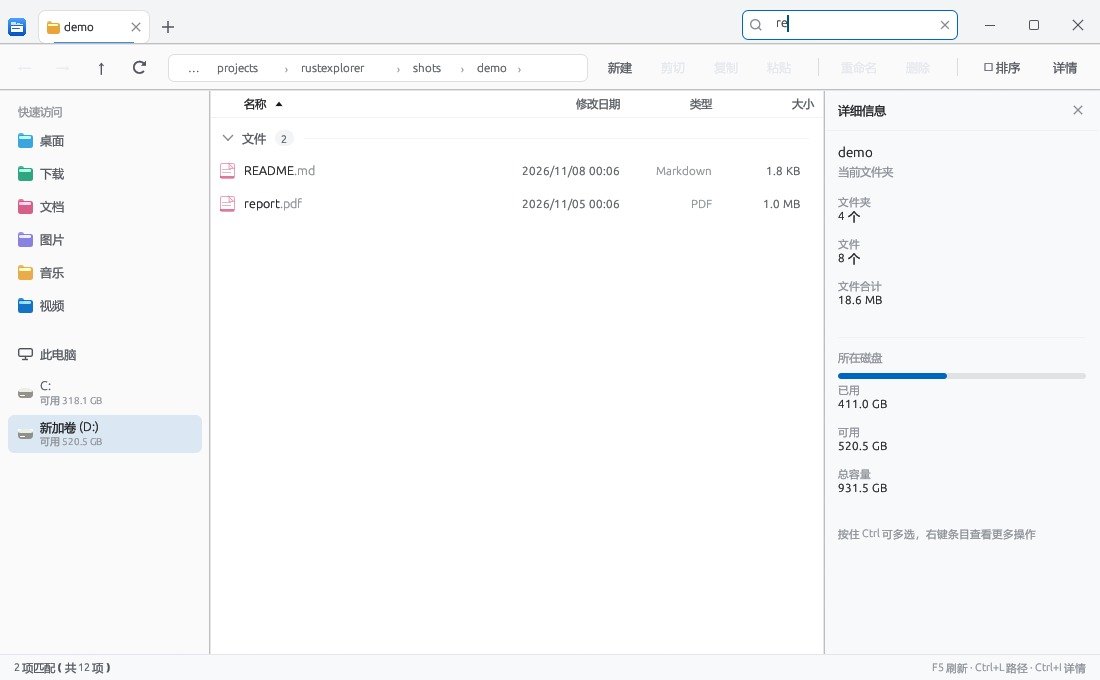 demo
re
... projects › rustexplorer › shots › demo ›
新建 剪切 复制 粘贴 重命名 删除 排序 详情
快速访问
桌面
下载
文档
图片
音乐
视频
此电脑
C:
可用 318.1 GB
新加卷 (D:)
可用 520.5 GB
名称 修改日期 类型 大小
文件 2
README.md 2026/11/08 00:06 Markdown 1.8 KB
report.pdf 2026/11/05 00:06 PDF 1.0 MB
详细信息
demo
当前文件夹
文件夹
4 个
文件
8 个
文件合计
18.6 MB
所在磁盘
已用
411.0 GB
可用
520.5 GB
总容量
931.5 GB
按住 Ctrl 可多选，右键条目查看更多操作
2 项匹配 ( 共 12 项 )
F5 刷新 · Ctrl+L 路径 · Ctrl+I 详情